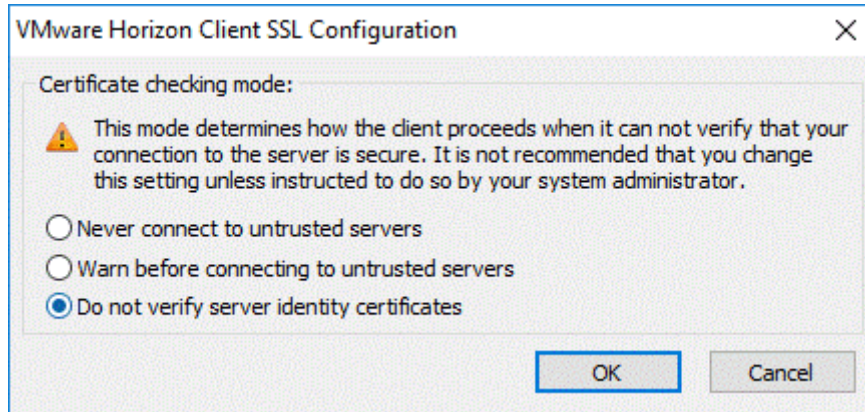 VMware Horizon Client SSL Configuration
Certificate checking mode:
This mode determines how the client proceeds when it can not verify that your
connection to the server is secure. It is not recommended that you change
this setting unless instructed to do so by your system administrator.
Never connect to untrusted servers
Warn before connecting to untrusted servers
Do not verify server identity certificates
OK Cancel